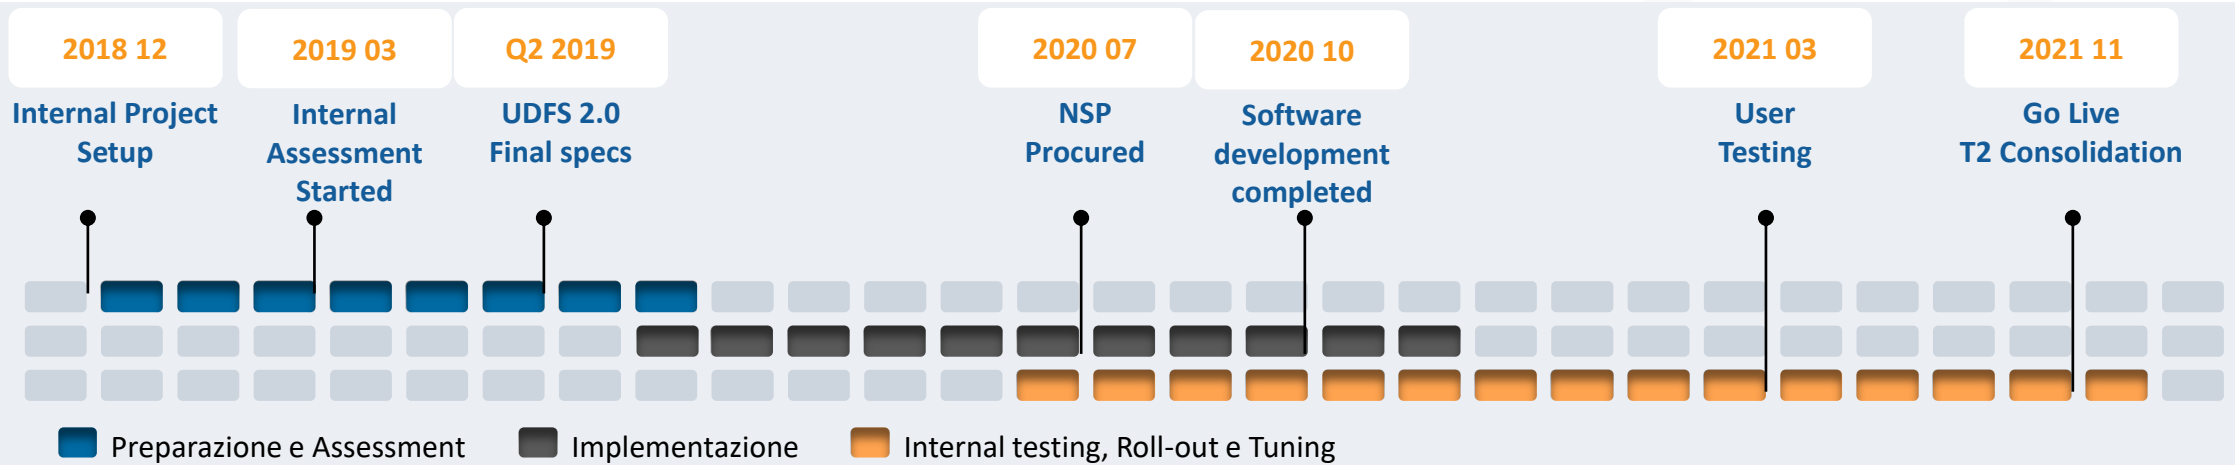 2018 12
Internal Project
Setup
2019 03
Internal
Assessment
Started
Q2 2019
UDFS 2.0
Final specs
2020 07
NSP
Procured
2020 10
Software
development
completed
2021 03
User
Testing
2021 11
Go Live
T2 Consolidation
Preparazione e Assessment
Implementazione
Internal testing, Roll-out e Tuning